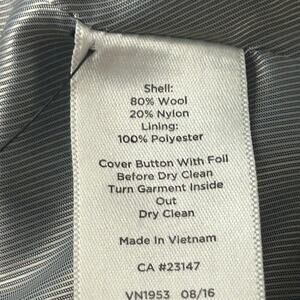 Shell:
80% Wool
20% Nylon
Lining:
100% Polyester
Cover Button With Foil
Before Dry Clean
Turn Garment Inside
Out
Dry Clean
Made In Vietnam
CA #23147
VN1953 08/16